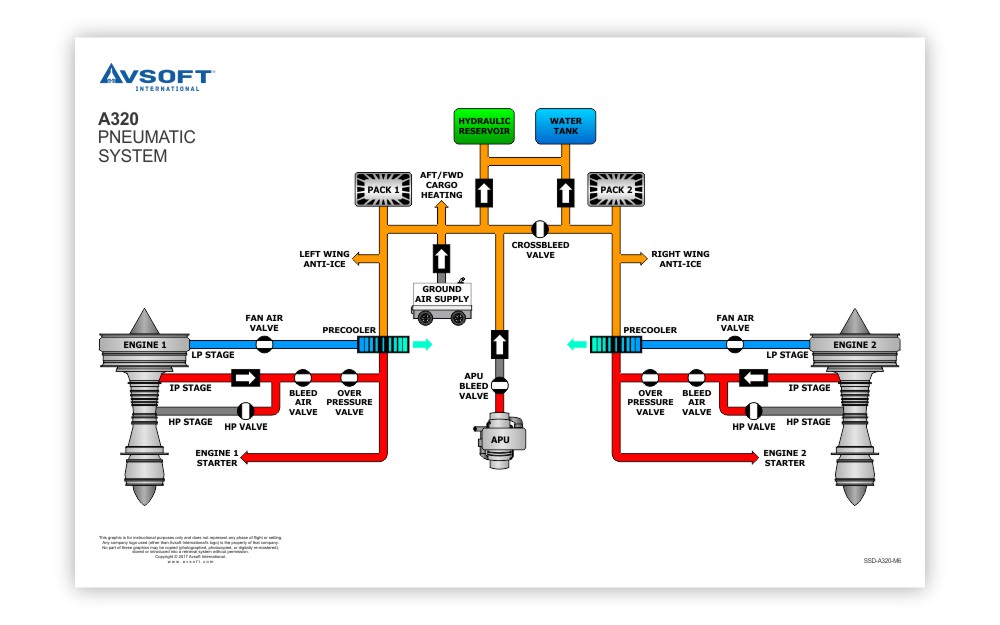 AVSOFT
INTERNATIONAL
A320
PNEUMATIC
SYSTEM
HYDRAULIC
RESERVOIR
WATER
TANK
PACK 1
AFT/FWD
CARGO
HEATING
PACK 2
CROSSBLEED
VALVE
LEFT WING
ANTI-ICE
RIGHT WING
ANTI-ICE
GROUND
AIR SUPPLY
FAN AIR
VALVE
PRECOOLER
PRECOOLER
FAN AIR
VALVE
ENGINE 1
LP STAGE
LP STAGE
ENGINE 2
IP STAGE
BLEED
AIR
VALVE
OVER
PRESSURE
VALVE
APU
BLEED
VALVE
OVER
PRESSURE
VALVE
BLEED
AIR
VALVE
IP STAGE
HP STAGE
HP VALVE
HP VALVE
HP STAGE
APU
ENGINE 1
STARTER
ENGINE 2
STARTER
This graphic is for instructional purposes only and does not represent any phase of flight or setting.
Any company logo used (other than Avsoft International's logo) is the property of that company.
No part of these graphics may be copied (photographed, photocopied, or digitally re-mastered),
stored or introduced into a retrieval system without permission.
Copyright © 2017 Avsoft International.
www.avsoft.com
SSD-A320-M6